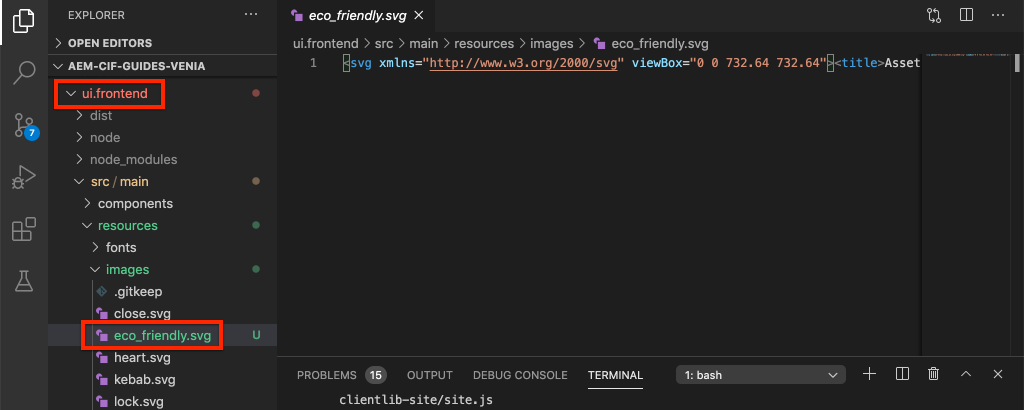 EXPLORER
OPEN EDITORS
AEM-CIF-GUIDES-VENIA
ui.frontend
dist
node
node_modules
src / main
components
resources
fonts
images
.gitkeep
close.svg
eco_friendly.svg U
heart.svg
kebab.svg
lock.svg
7
eco_friendly.svg
ui.frontend > src > main > resources > images > eco_friendly.svg
1 <svg xmlns="http://www.w3.org/2000/svg" viewBox="0 0 732.64 732.64"><title>Asset
PROBLEMS 15 OUTPUT DEBUG CONSOLE TERMINAL 1: bash
clientlib-site/site.js